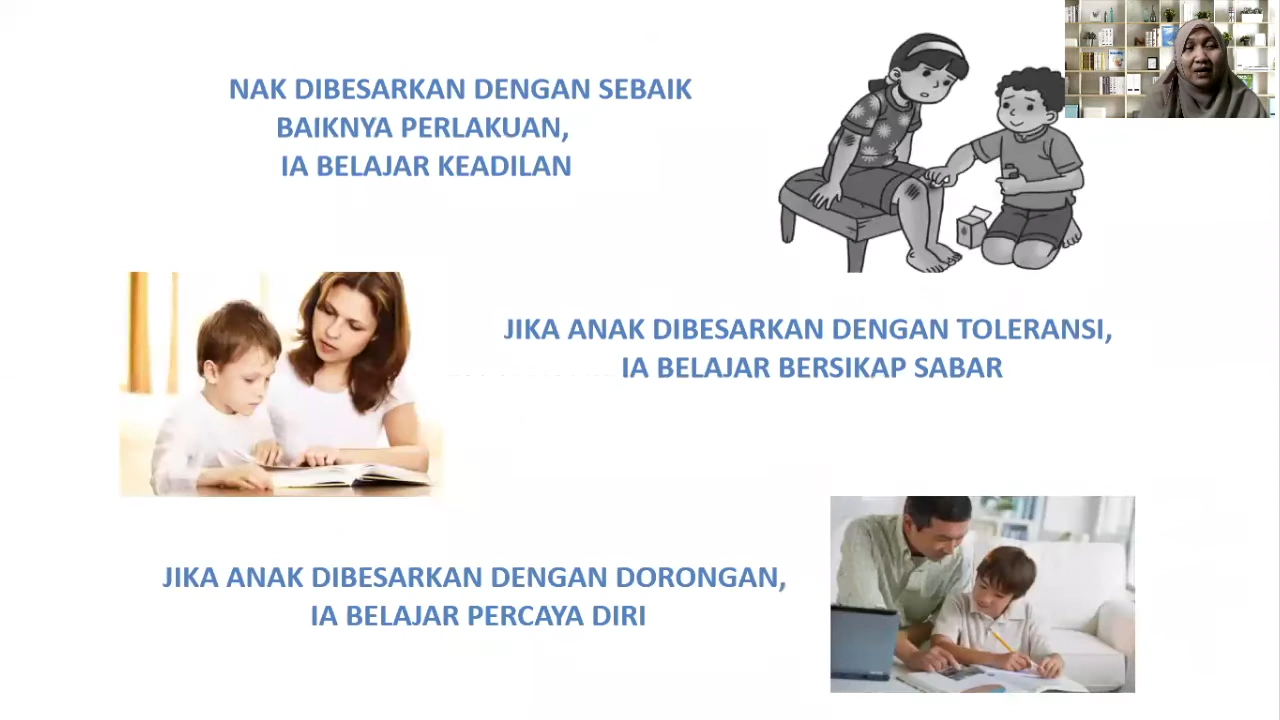 NAK DIBESARKAN DENGAN SEBAIK
BAIKNYA PERLAKUAN,
IA BELAJAR KEADILAN
JIKA ANAK DIBESARKAN DENGAN TOLERANSI,
IA BELAJAR BERSIKAP SABAR
JIKA ANAK DIBESARKAN DENGAN DORONGAN,
IA BELAJAR PERCAYA DIRI